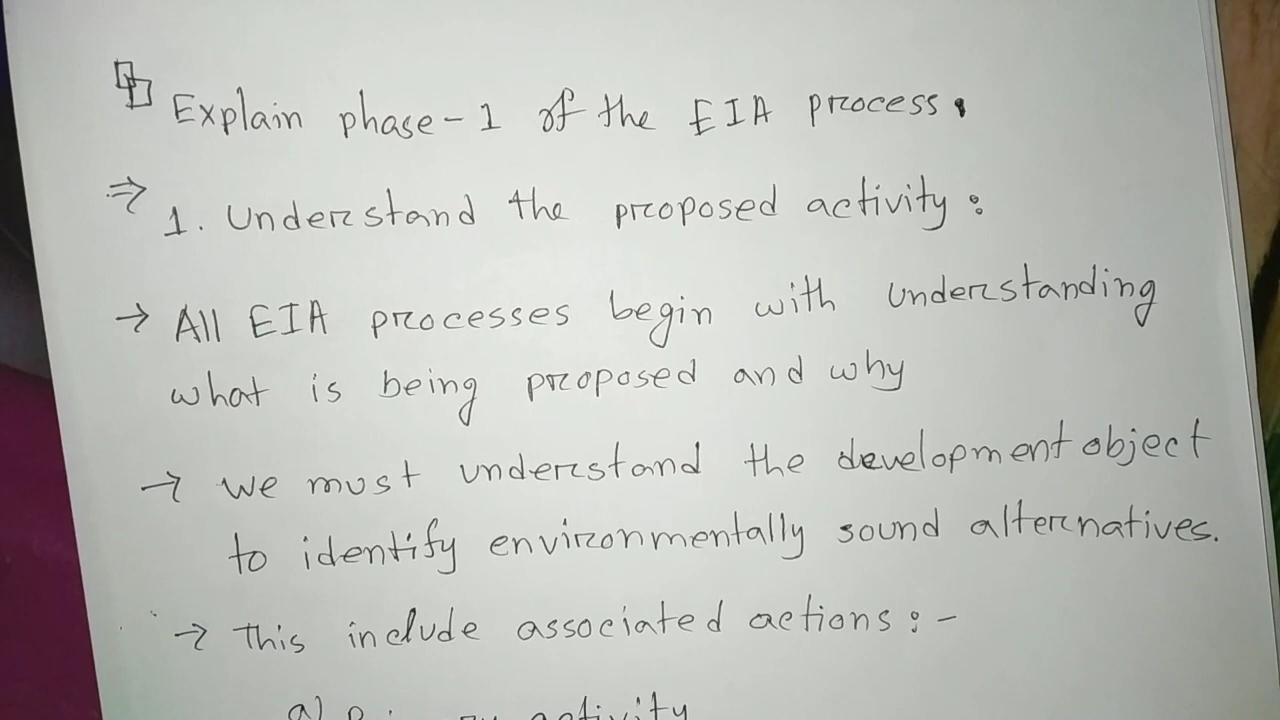 Explain phase-1 of the EIA process.
⇒ 1. Understand the proposed activity:
→ All EIA processes begin with understanding
what is being proposed and why
→ we must understand the development object
to identify environmentally sound alternatives.
→ This include associated actions:-
activity